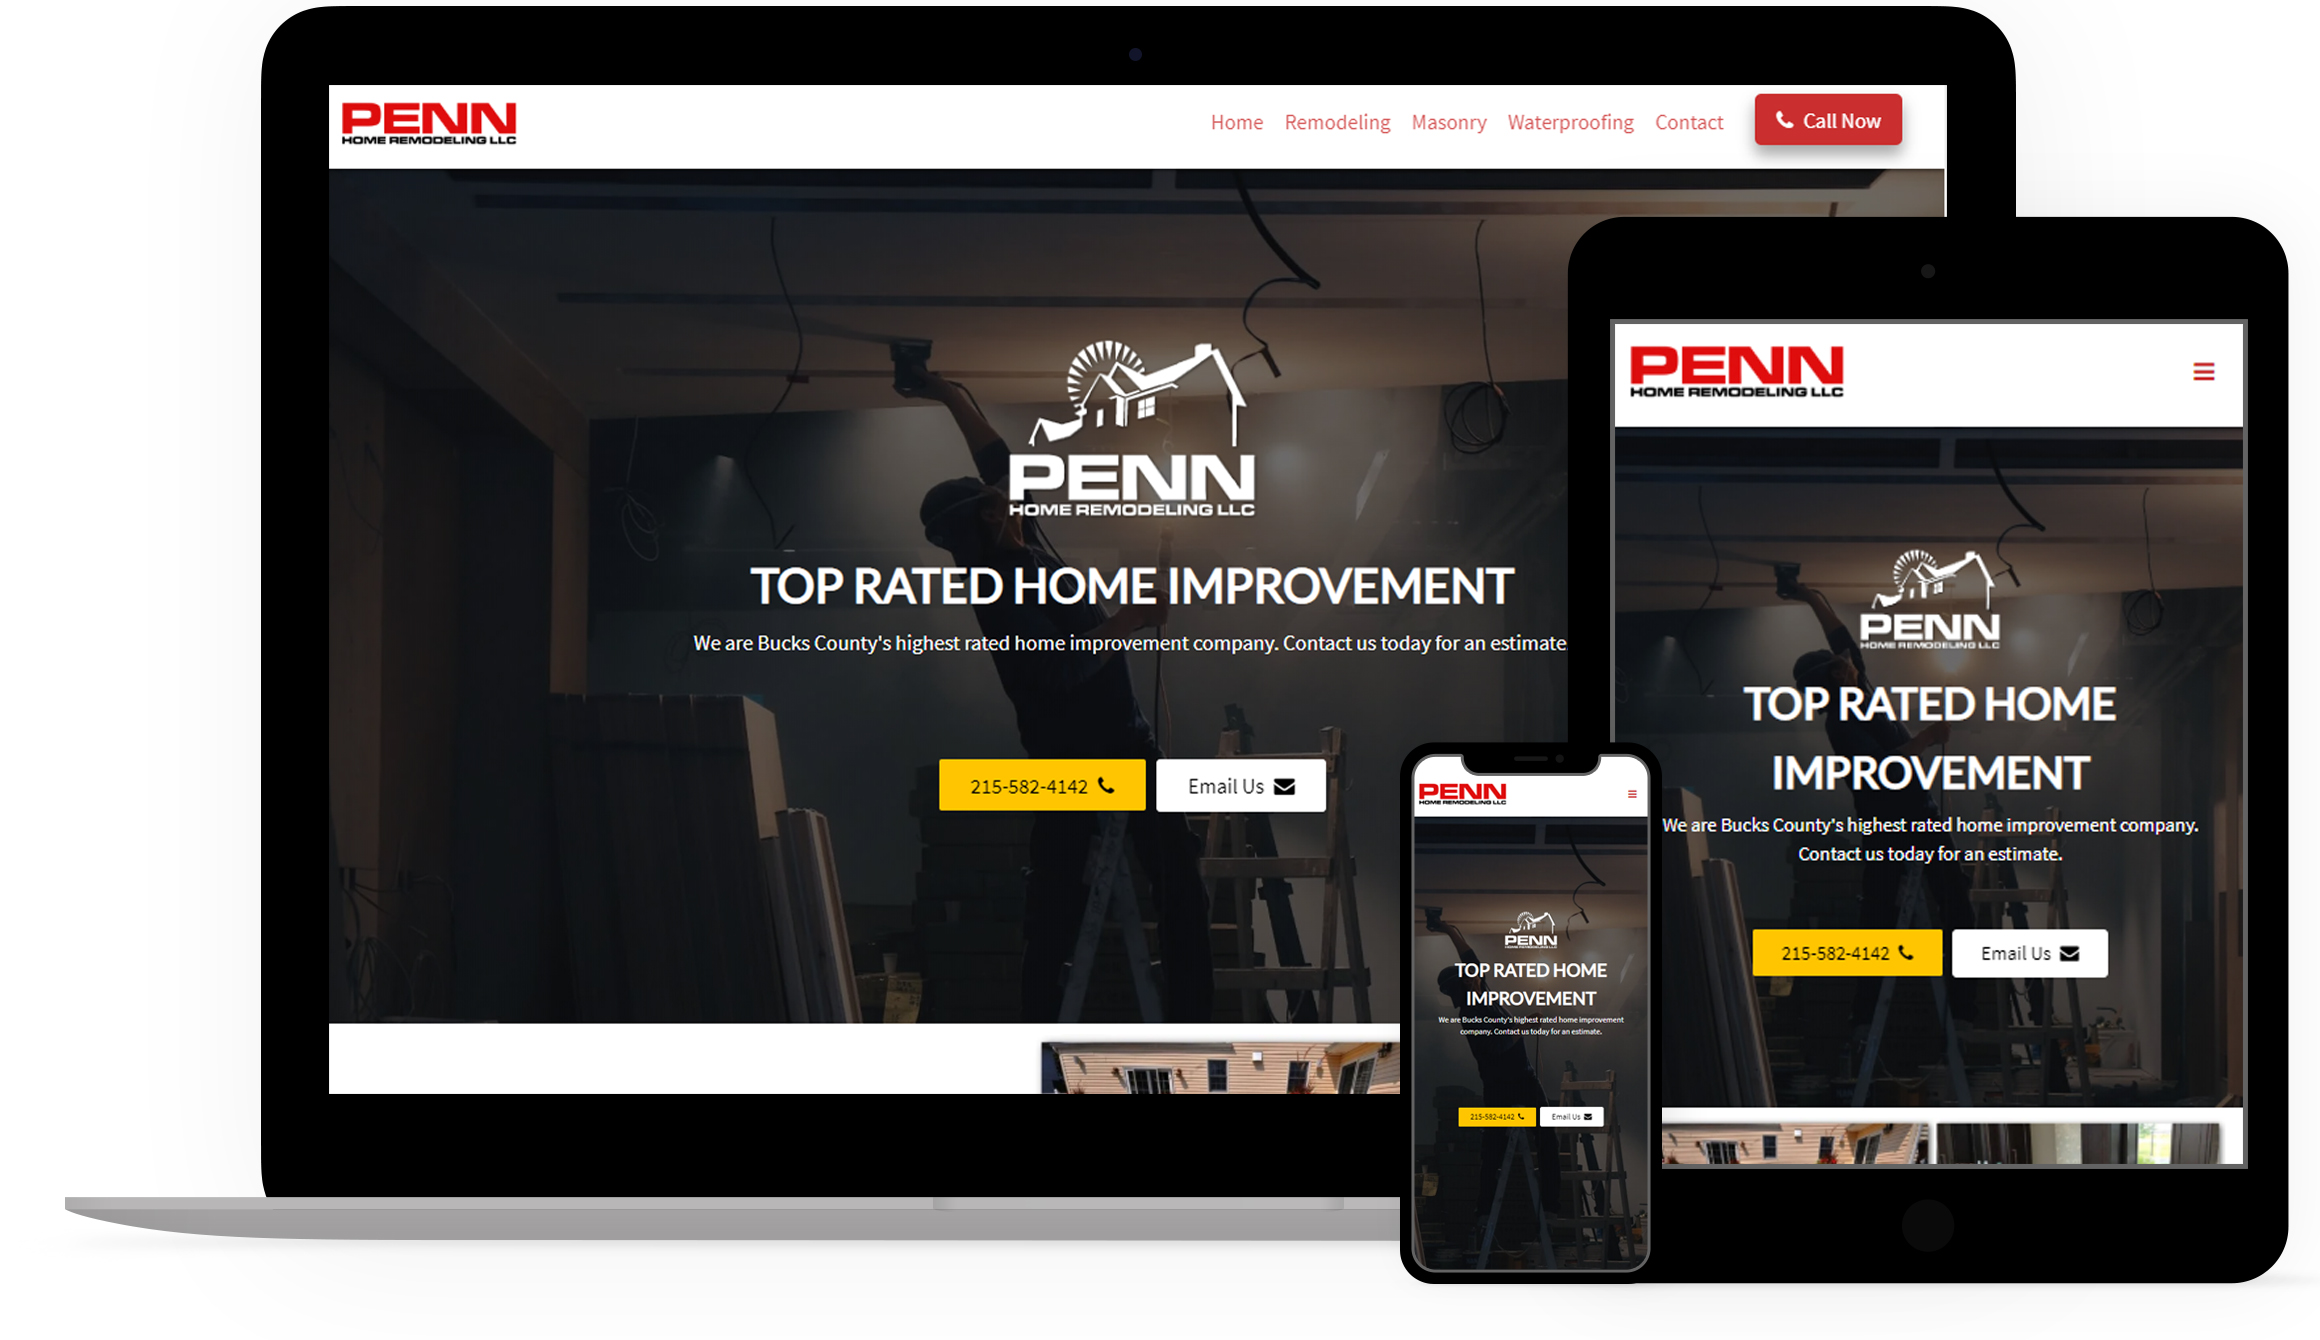 PENN
HOME REMODELING LLC
Home Remodeling Masonry Waterproofing Contact Call Now
PENN
HOME REMODELING LLC
TOP RATED HOME IMPROVEMENT
We are Bucks County's highest rated home improvement company. Contact us today for an estimate
215-582-4142 Email Us
PENN
HOME REMODELING LLC
PENN
HOME REMODELING LLC
TOP RATED HOME
IMPROVEMENT
We are Bucks County's highest rated home improvement company.
Contact us today for an estimate.
215-582-4142 Email Us
PENN
HOME REMODELING LLC
PENN
HOME REMODELING LLC
TOP RATED HOME
IMPROVEMENT
We are Bucks County's highest rated home improvement
company. Contact us today for an estimate.
215-582-4142 Email Us